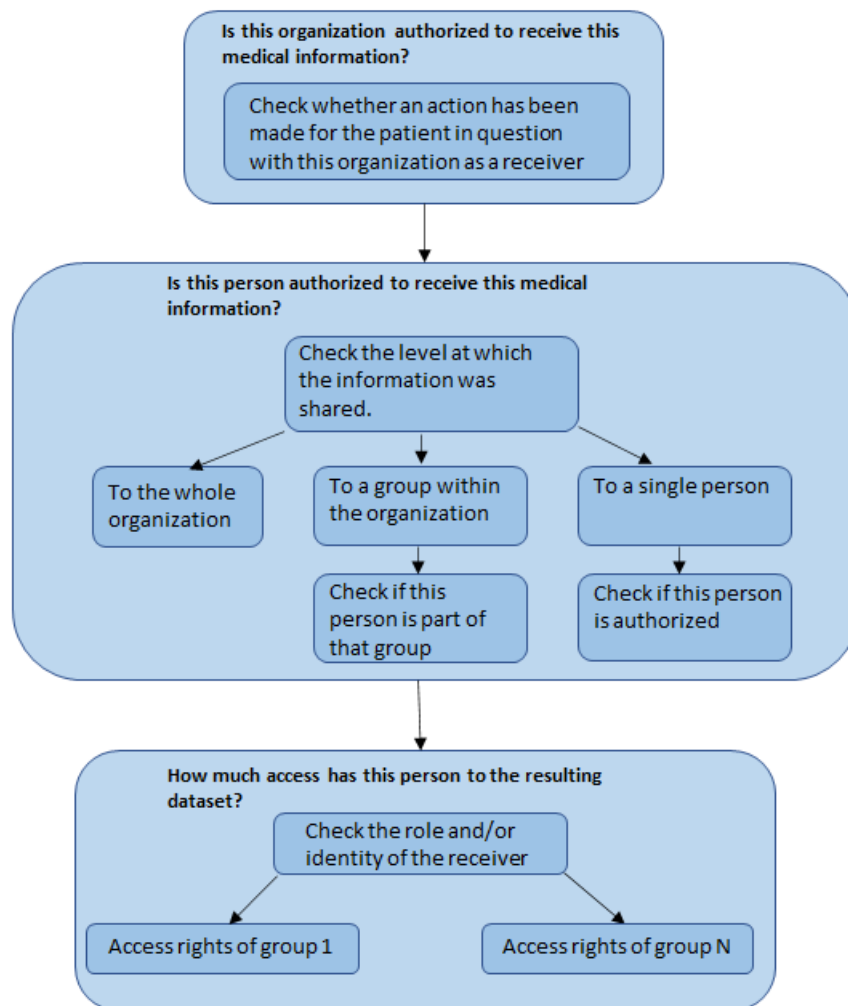 Is this organization authorized to receive this
medical information?
Check whether an action has been
made for the patient in question
with this organization as a receiver
Is this person authorized to receive this medical
information?
Check the level at which
the information was
shared.
To the whole
organization
To a group within
the organization
To a single person
Check if this
person is part of
that group
Check if this person
is authorized
How much access has this person to the resulting
dataset?
Check the role and/or
identity of the receiver
Access rights of group 1
Access rights of group N